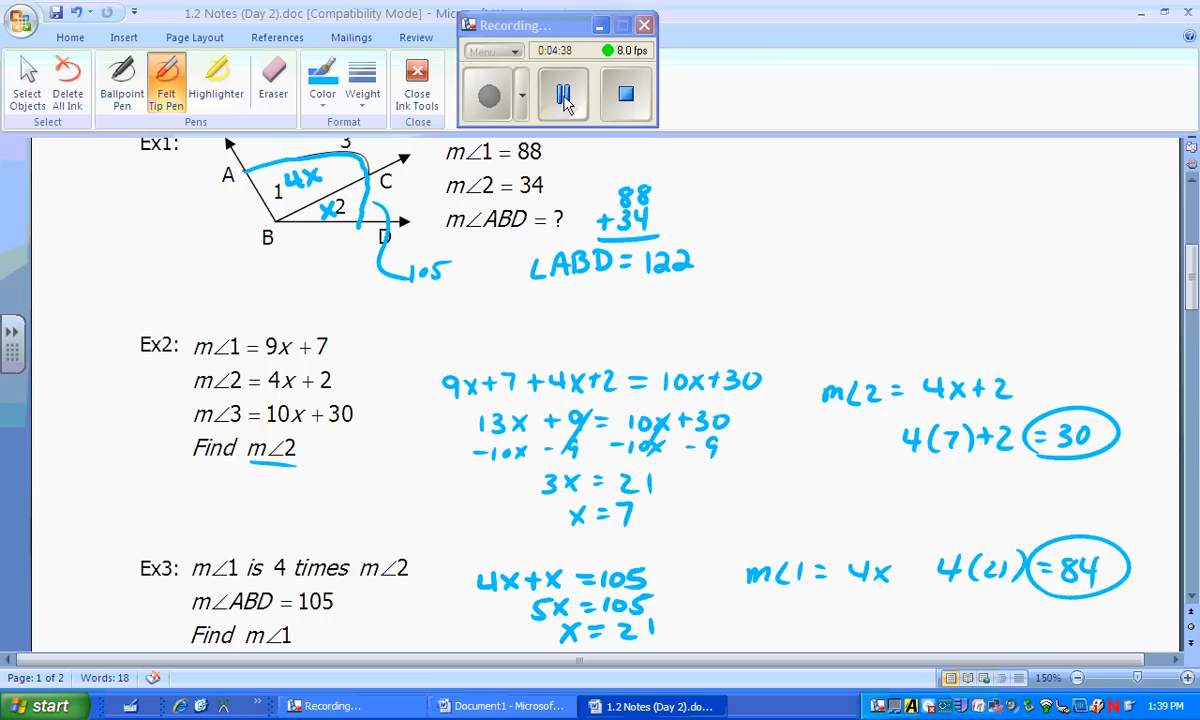 1.2 Notes (Day 2).doc [Compatibility Mode] - M
Recording...
Home Insert Page Layout References Mailings Review
Menu 0:04:38 8.0 fps
Select Objects
Delete All Ink
Ballpoint Pen
Felt Tip Pen
Highlighter
Eraser
Color
Weight
Close Ink Tools
Select Pens Format Close
Ex1:
3
A
1
4x
C
x
2
B
D
105
m∠1 = 88
m∠2 = 34
m∠ABD = ?
88
+34
∠ABD = 122
Ex2: m∠1 = 9x + 7
m∠2 = 4x + 2
m∠3 = 10x + 30
Find m∠2
9x+7 +4x+2 = 10x+30
13x + 9 = 10x +30
-10x - 9 -10x - 9
3x = 21
x = 7
m∠2 = 4x+2
4(7)+2 = 30
Ex3: m∠1 is 4 times m∠2
m∠ABD = 105
Find m∠1
4x+x = 105
5x = 105
x = 21
m∠1 = 4x 4(21) = 84
Page: 1 of 2 Words: 18 150%
start Recording... Document1 - Microsof... 1.2 Notes (Day 2).do... 1:39 PM